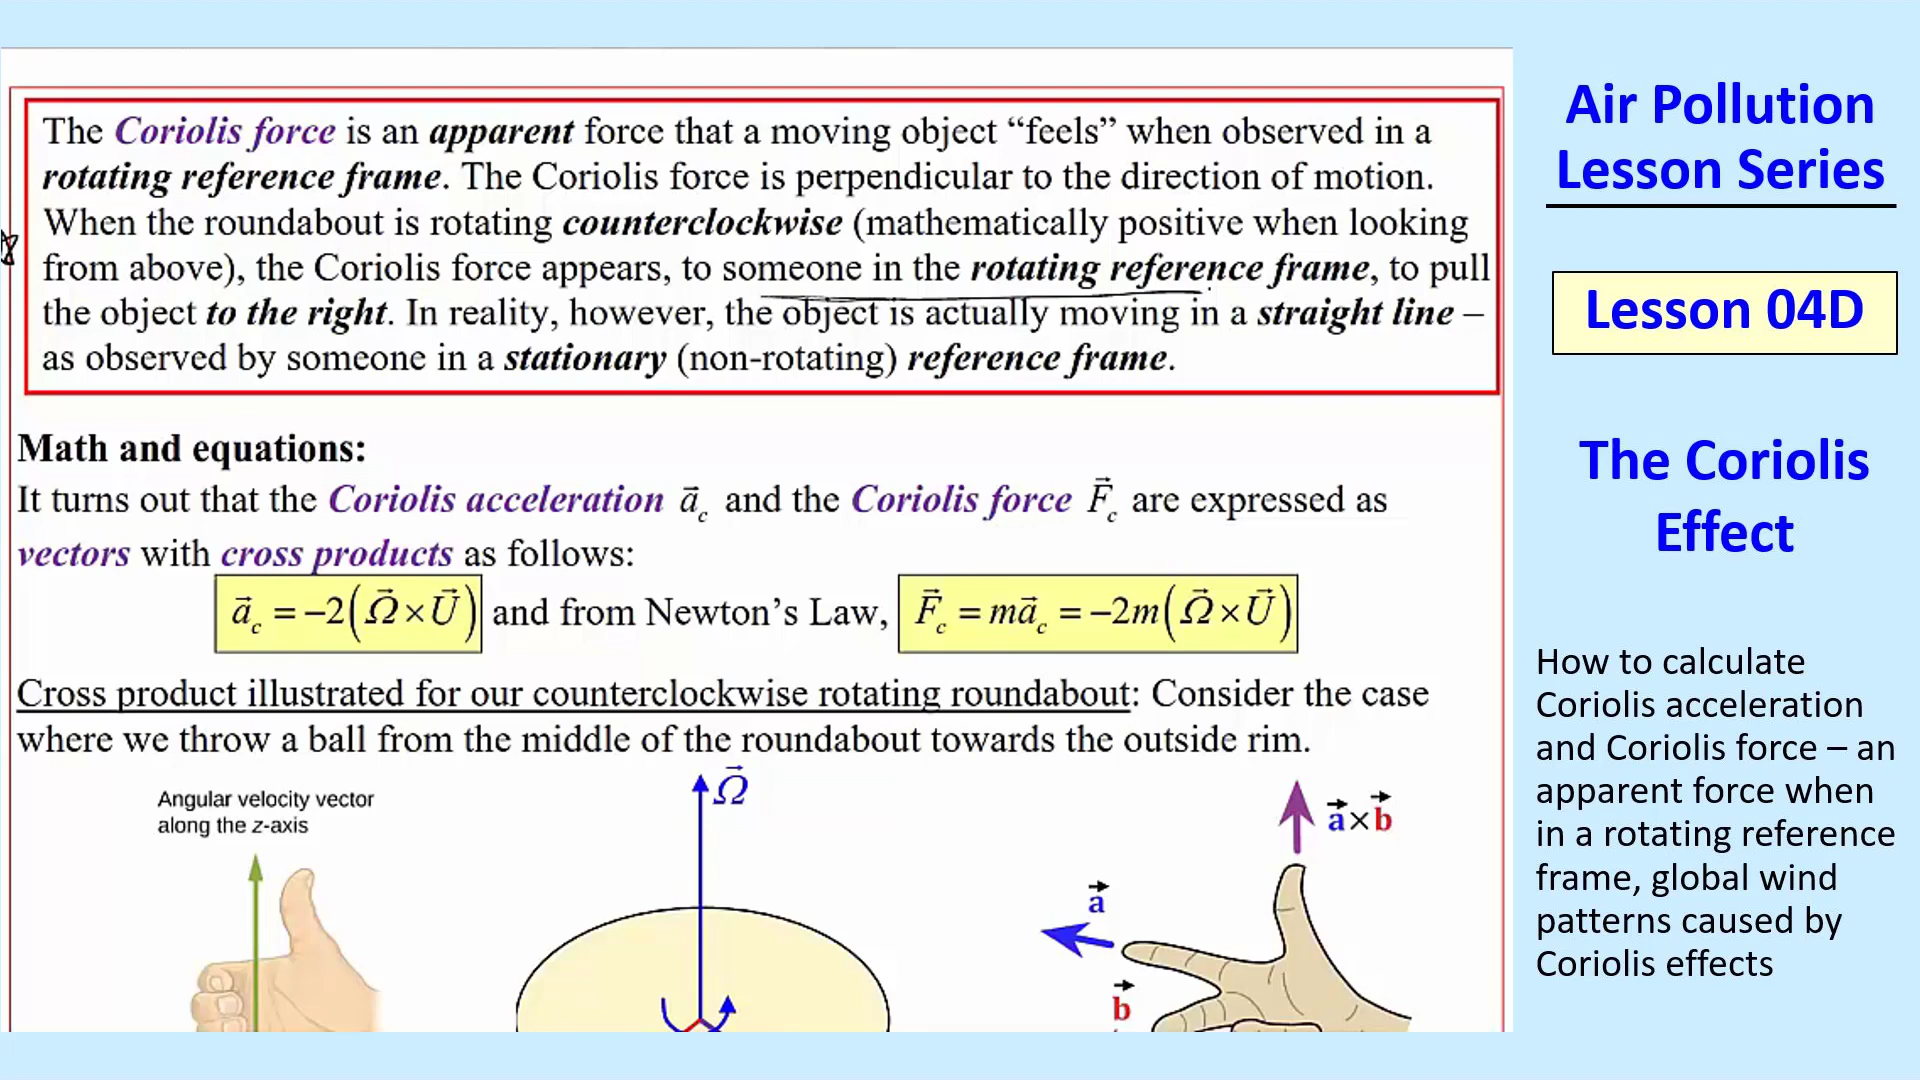 The Coriolis force is an apparent force that a moving object “feels” when observed in a
rotating reference frame. The Coriolis force is perpendicular to the direction of motion.
When the roundabout is rotating counterclockwise (mathematically positive when looking
from above), the Coriolis force appears, to someone in the rotating reference frame, to pull
the object to the right. In reality, however, the object is actually moving in a straight line –
as observed by someone in a stationary (non-rotating) reference frame.
Math and equations:
It turns out that the Coriolis acceleration a⃗c and the Coriolis force F⃗c are expressed as
vectors with cross products as follows:
a⃗c = −2(Ω⃗ × U⃗) and from Newton’s Law, F⃗c = ma⃗c = −2m(Ω⃗ × U⃗)
Cross product illustrated for our counterclockwise rotating roundabout: Consider the case
where we throw a ball from the middle of the roundabout towards the outside rim.
Angular velocity vector
along the z-axis
Ω⃗
a⃗×b⃗
a⃗
b⃗
Air Pollution
Lesson Series
Lesson 04D
The Coriolis
Effect
How to calculate
Coriolis acceleration
and Coriolis force – an
apparent force when
in a rotating reference
frame, global wind
patterns caused by
Coriolis effects